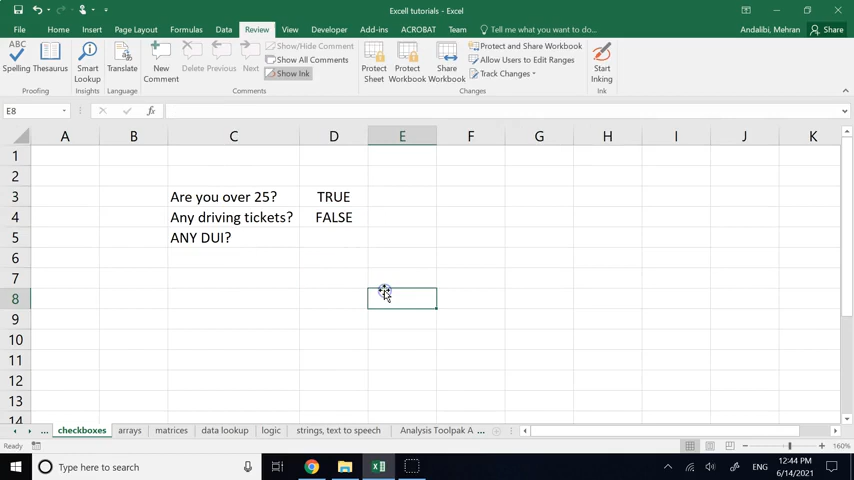 Excel tutorials - Excel
File Home Insert Page Layout Formulas Data Review View Developer Add-ins ACROBAT Team Tell me what you want to do... Andalibi, Mehran Share
ABC
Spelling Thesaurus
Proofing
Smart Lookup
Insights
Translate
Language
New Comment Delete Previous Next
Show/Hide Comment
Show All Comments
Show Ink
Comments
Protect Sheet Protect Workbook Share Workbook
Protect and Share Workbook
Allow Users to Edit Ranges
Track Changes
Changes
Start Inking
Ink
E8 fx
A B C D E F G H I J K
1
2
3 Are you over 25? TRUE
4 Any driving tickets? FALSE
5 ANY DUI?
6
7
8
9
10
11
12
13
14
... checkboxes arrays matrices data lookup logic strings, text to speech Analysis Toolpak A ...
Ready 160%
Type here to search ENG 12:44 PM
6/14/2021